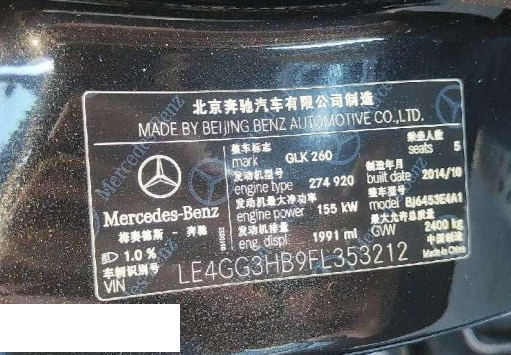 北京奔驰汽车有限公司制造
MADE BY BEIJING BENZ AUTOMOTIVE CO.,LTD.
整车标志
mark GLK 260
乘坐人数
seats 5
发动机型号
engine type 274 920
制造年月
built date 2014/10
发动机最大净功率
engine power 155 kW
整车型号
model BJ6453E4A1
发动机排量
eng. displ 1991 ml
最大允许总质量
GVW 2400 kg
Mercedes-Benz
梅赛德斯 - 奔驰
1.0 %
中国制造
Made in China
车辆识别号
VIN LE4GG3HB9FL353212